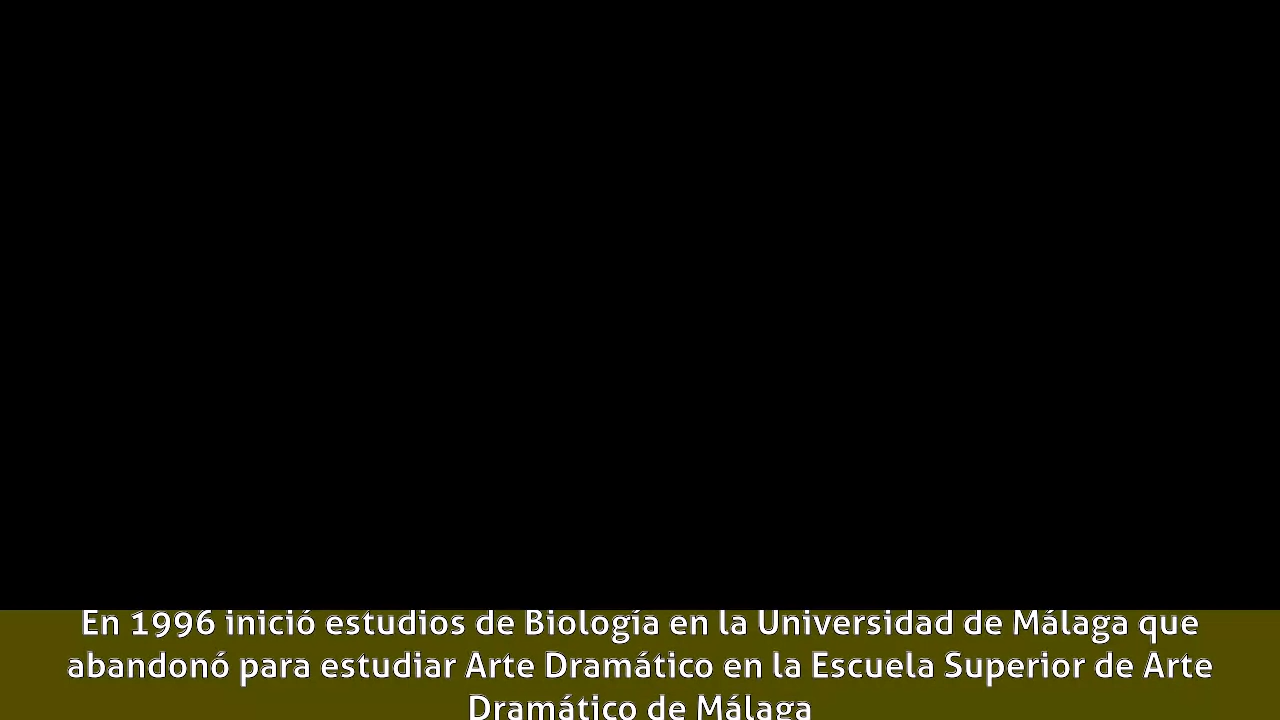 En 1996 inició estudios de Biología en la Universidad de Málaga que
abandonó para estudiar Arte Dramático en la Escuela Superior de Arte
Dramático de Málaga